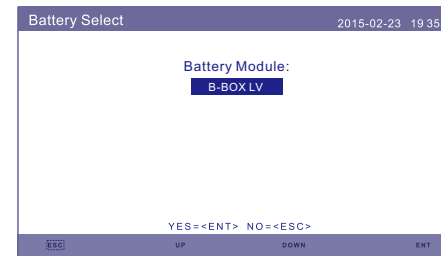 Battery Select 2015-02-23 19 35
Battery Module:
B-BOX LV
YES=<ENT> NO=<ESC>
ESC UP DOWN ENT